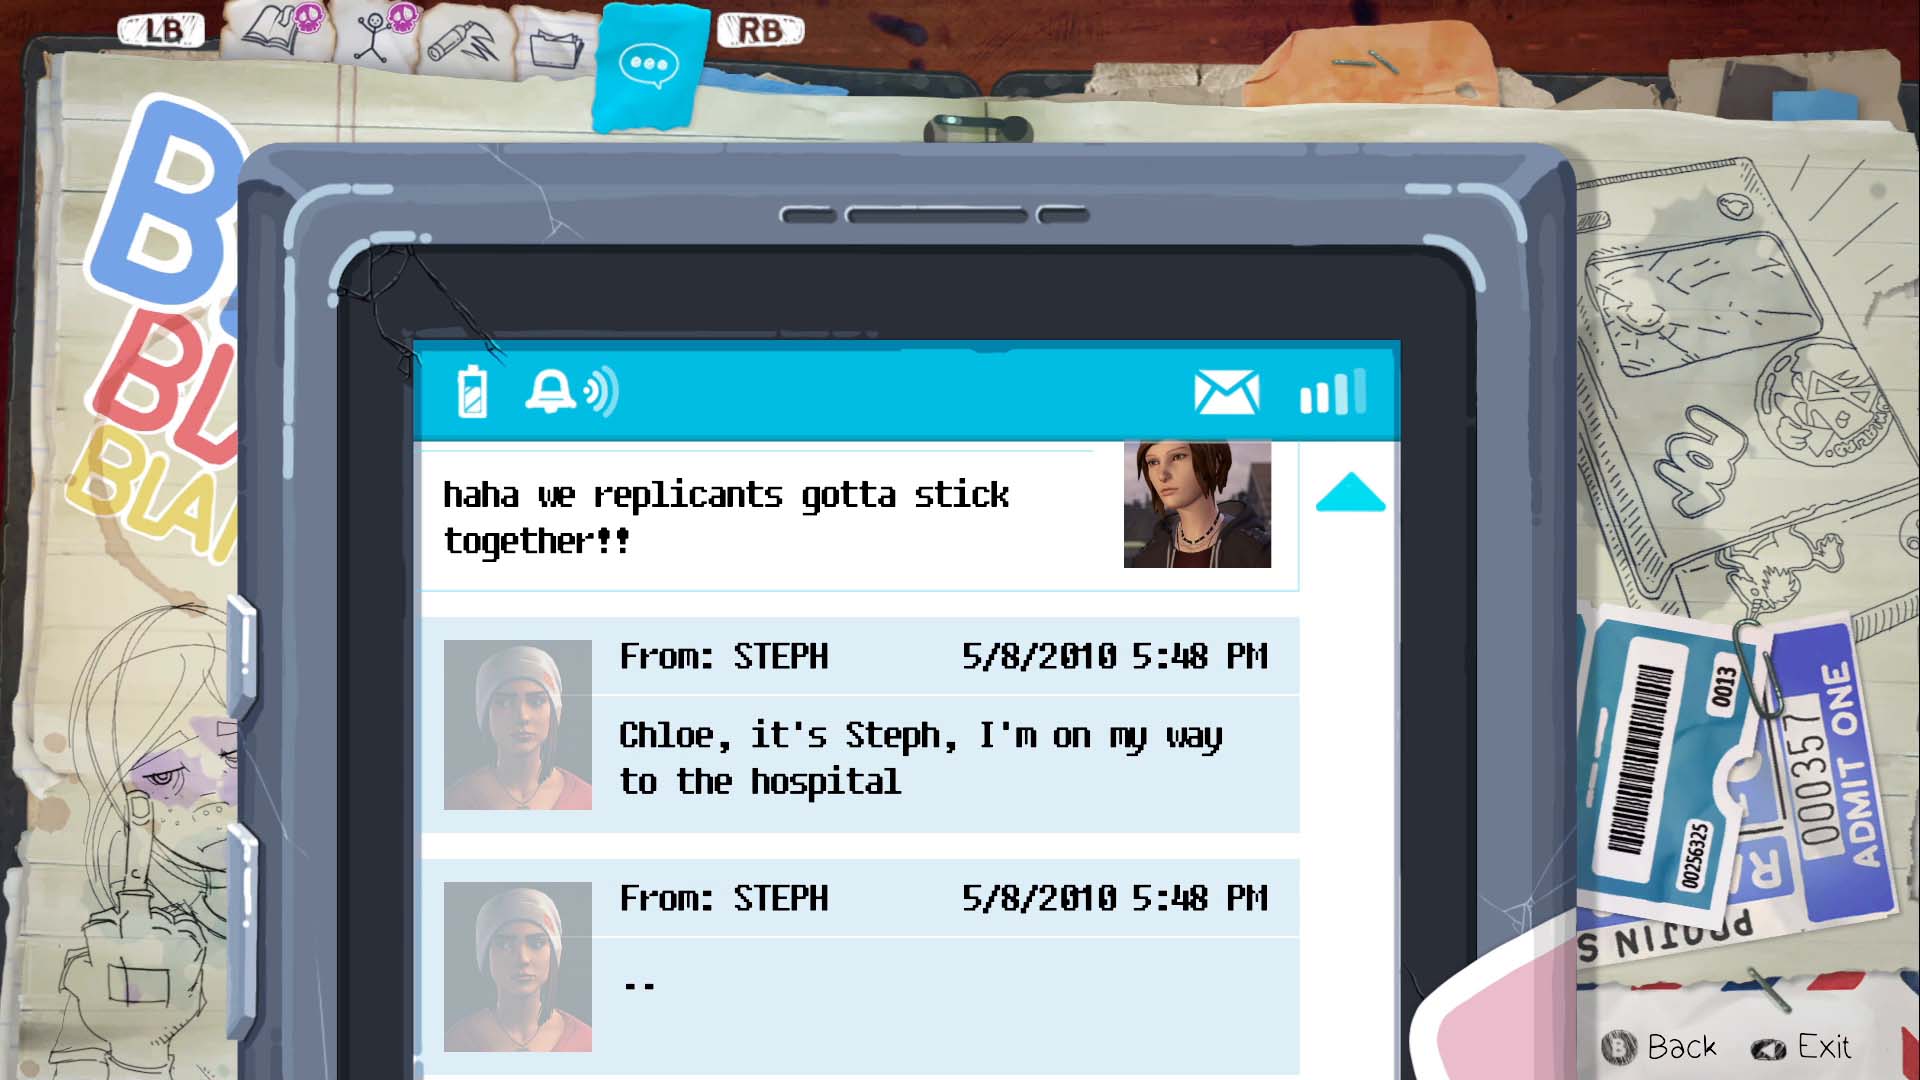 LB
RB
BL
BLA
haha we replicants gotta stick
together!!
From: STEPH
5/8/2010 5:48 PM
Chloe, it's Steph, I'm on my way
to the hospital
From: STEPH
5/8/2010 5:48 PM
--
0013
00256325
000357
ADMIT ONE
B
Back
Exit